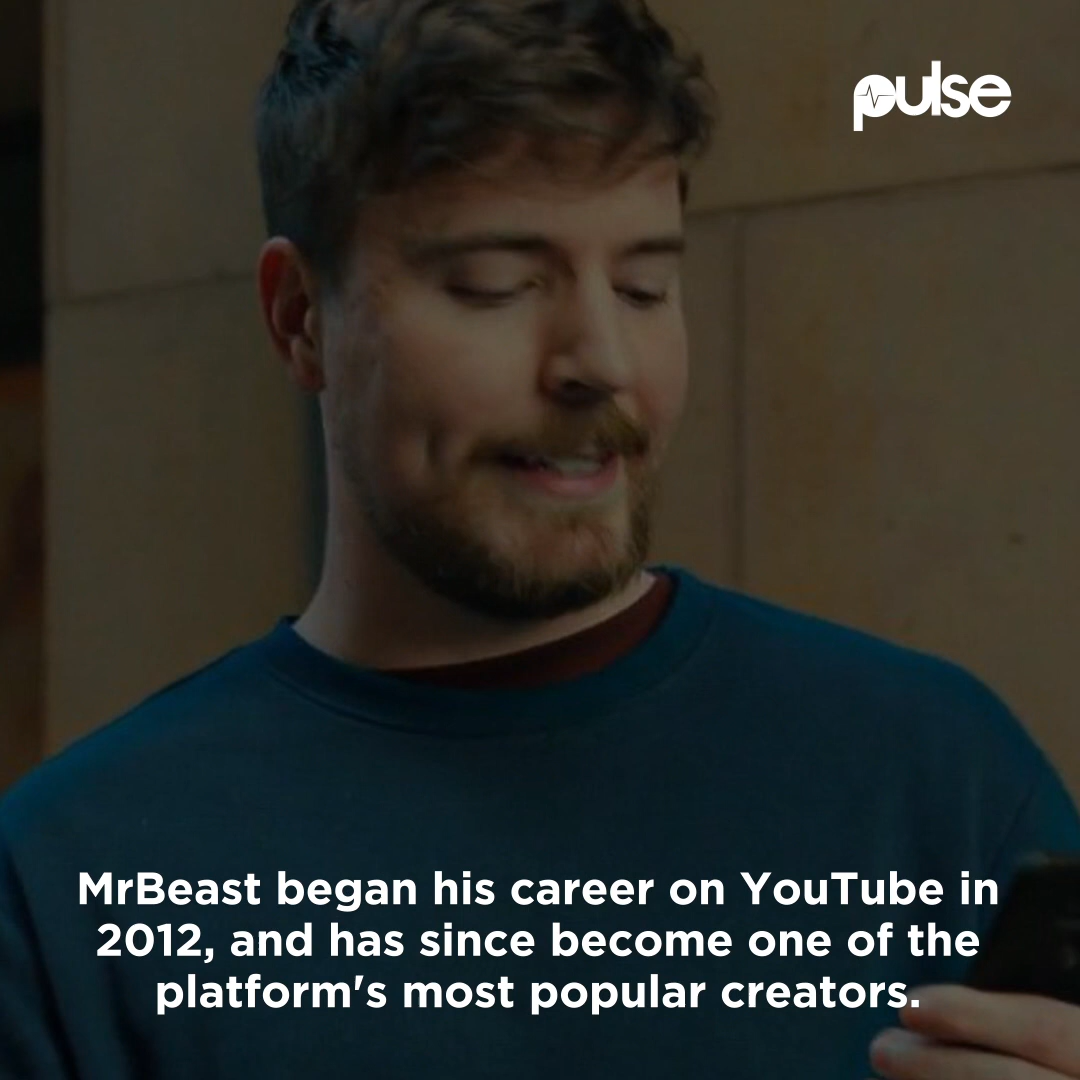 pulse
MrBeast began his career on YouTube in
2012, and has since become one of the
platform's most popular creators.